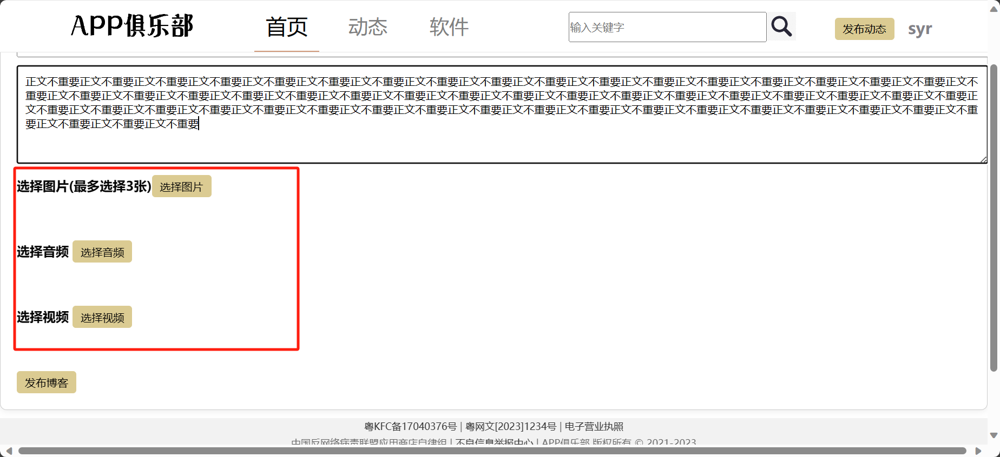 APP俱乐部 首页 动态 软件 输入关键字 发布动态 syr
正文不重要正文不重要正文不重要正文不重要正文不重要正文不重要正文不重要正文不重要正文不重要正文不重要正文不重要正文不重要正文不重要正文不重要正文不重要正文不重要正文不重要正文不
重要正文不重要正文不重要正文不重要正文不重要正文不重要正文不重要正文不重要正文不重要正文不重要正文不重要正文不重要正文不重要正文不重要正文不重要正文不重要正文不重要正文不重要正
文不重要正文不重要正文不重要正文不重要正文不重要正文不重要正文不重要正文不重要正文不重要正文不重要正文不重要正文不重要正文不重要正文不重要正文不重要正文不重要正文不重要正文不重
要正文不重要正文不重要正文不重要
选择图片(最多选择3张) 选择图片
选择音频 选择音频
选择视频 选择视频
发布博客
粤KFC备17040376号 | 粤网文[2023]1234号 | 电子营业执照
中国反网络病毒联盟应用商店自律组 | 不良信息举报中心 | APP俱乐部 版权所有 © 2021-2023